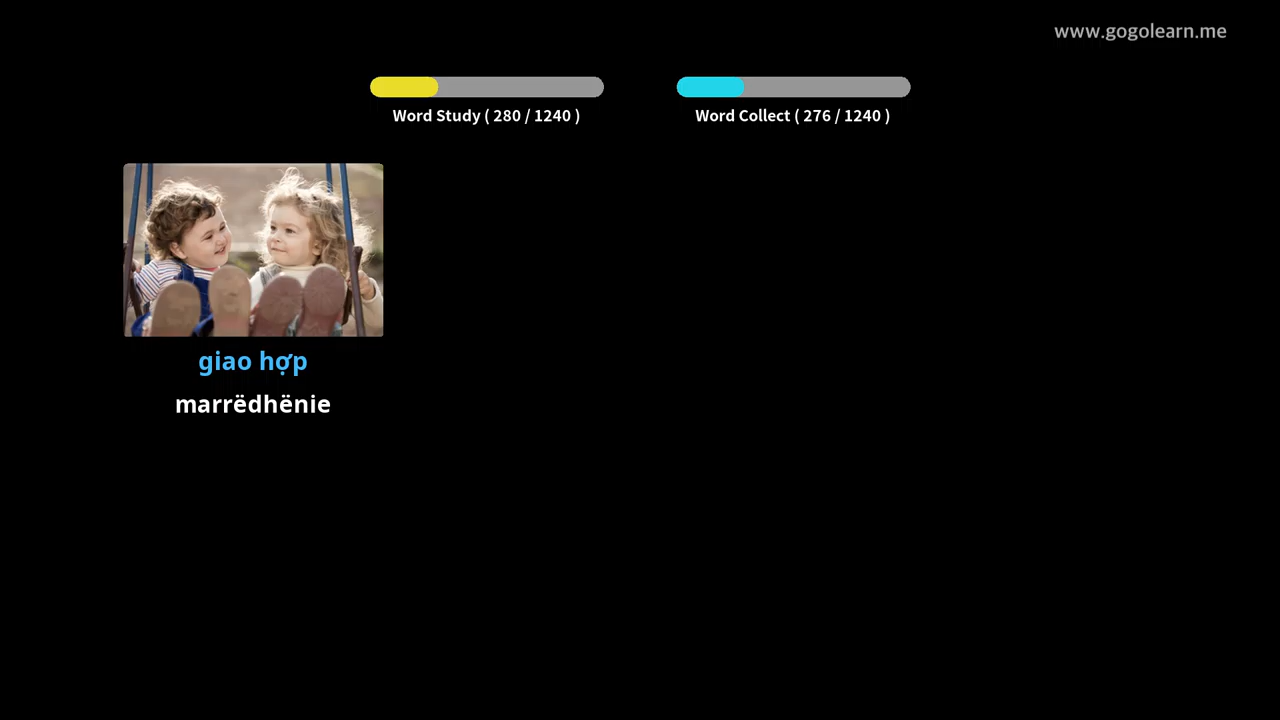 www.gogolearn.me
Word Study ( 280 / 1240 )
Word Collect ( 276 / 1240 )
giao hợp
marrëdhënie